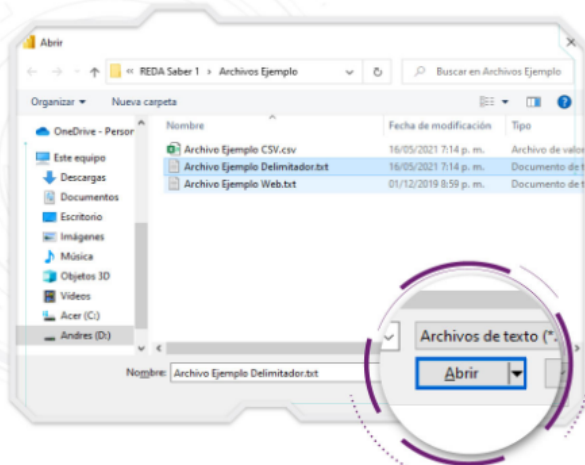 Abrir
« REDA Saber 1 › Archivos Ejemplo
Buscar en Archivos Ejemplo
Organizar
Nueva carpeta
OneDrive - Person
Este equipo
Descargas
Documentos
Escritorio
Imágenes
Música
Objetos 3D
Vídeos
Acer (C:)
Andres (D:)
Nombre Fecha de modificación Tipo
Archivo Ejemplo CSV.csv 16/05/2021 7:14 p. m. Archivo de valor
Archivo Ejemplo Delimitador.txt 16/05/2021 7:14 p. m. Documento de t
Archivo Ejemplo Web.txt 01/12/2019 8:59 p. m. Documento de t
Nombre: Archivo Ejemplo Delimitador.txt
Archivos de texto (*.
Abrir